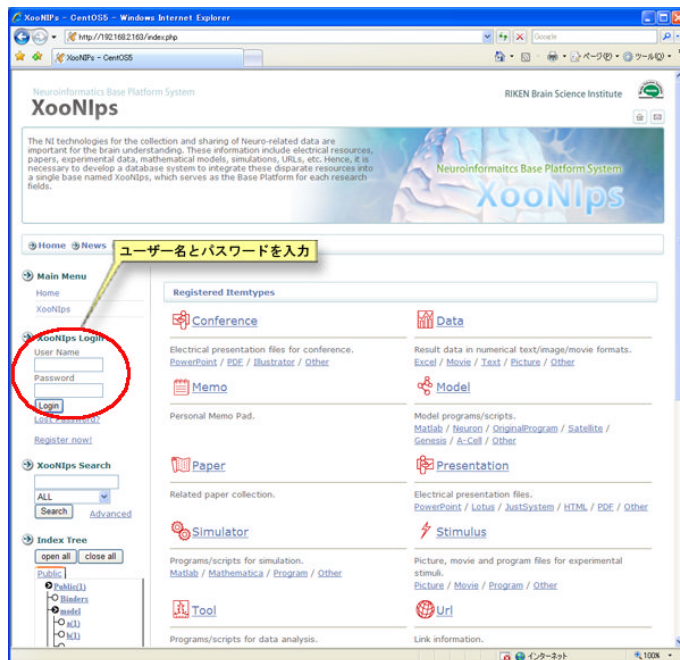 XooNIPs - CentOS5 - Windows Internet Explorer
http://192.168.2.163/index.php
Google
XooNIPs - CentOS5
ページ(P)
ツール(O)
Neuroinformatics Base Platform System
XooNIps
RIKEN Brain Science Institute
The NI technologies for the collection and sharing of Neuro-related data are
important for the brain understanding. These information include electrical resources,
papers, experimental data, mathematical models, simulations, URLs, etc. Hence, it is
necessary to develop a database system to integrate these disparate resources into
a single base named XooNIps, which serves as the Base Platform for each research
fields.
Neuroinformaitcs Base Platform System
XooNIps
Home News
ユーザー名とパスワードを入力
Main Menu
Home
XooNIps
XooNIps Login
User Name
Password
Login
Lost Password?
Register now!
XooNIps Search
ALL
Search Advanced
Index Tree
open all close all
Public
Public(1)
Binders
model
a(1)
b(1)
Registered Itemtypes
Conference
Electrical presentation files for conference.
PowerPoint / PDF / Illustrator / Other
Data
Result data in numerical text/image/movie formats.
Excel / Movie / Text / Picture / Other
Memo
Personal Memo Pad.
Model
Model programs/scripts.
Matlab / Neuron / OriginalProgram / Satellite /
Genesis / A-Cell / Other
Paper
Related paper collection.
Presentation
Electrical presentation files.
PowerPoint / Lotus / JustSystem / HTML / PDF / Other
Simulator
Programs/scripts for simulation.
Matlab / Mathematica / Program / Other
Stimulus
Picture, movie and program files for experimental
stimuli.
Picture / Movie / Program / Other
Tool
Programs/scripts for data analysis.
Url
Link information.
インターネット
100%